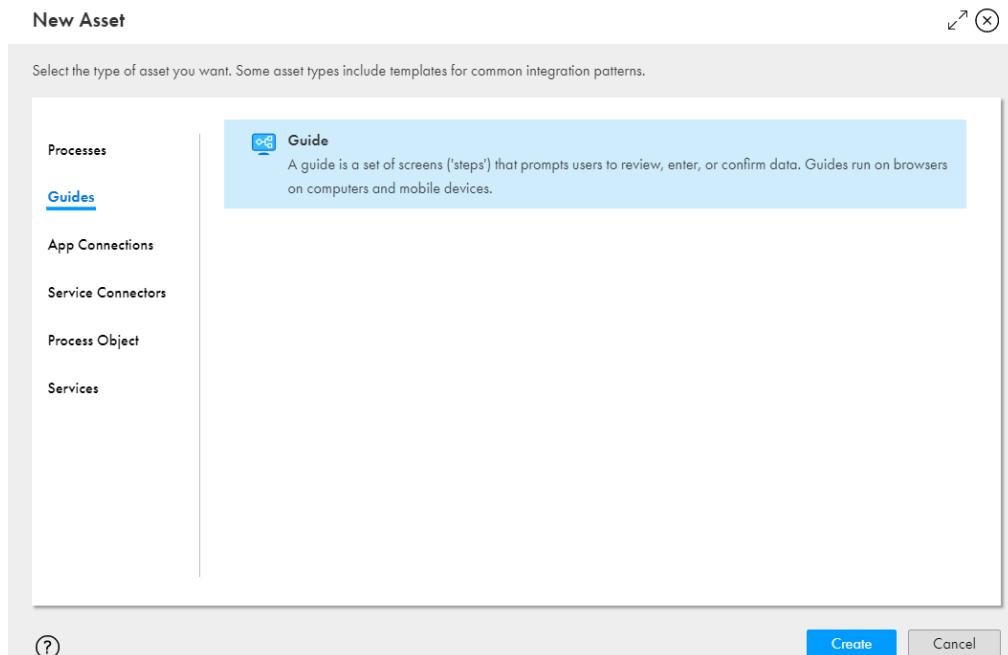 New Asset
Select the type of asset you want. Some asset types include templates for common integration patterns.
Processes
Guides
App Connections
Service Connectors
Process Object
Services
Guide
A guide is a set of screens ('steps') that prompts users to review, enter, or confirm data. Guides run on browsers
on computers and mobile devices.
?
Create
Cancel